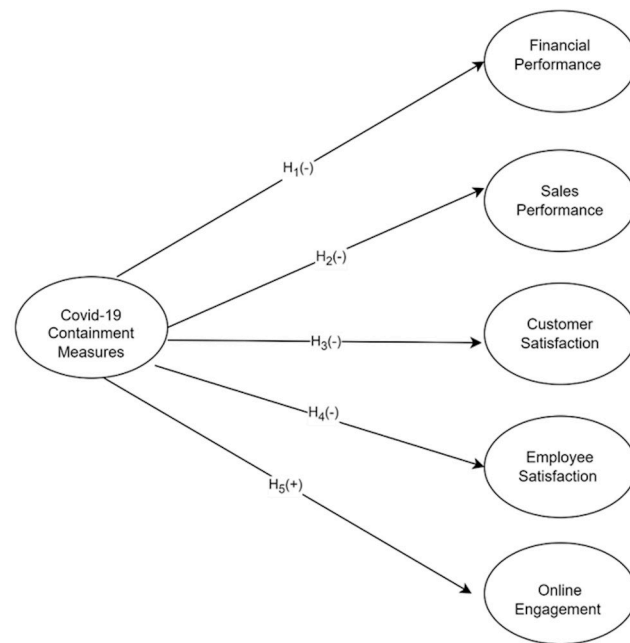 Financial
Performance
H₁(-)
Sales
Performance
H₂(-)
Covid-19
Containment
Measures
H₃(-)
Customer
Satisfaction
H₄(-)
Employee
Satisfaction
H₅(+)
Online
Engagement